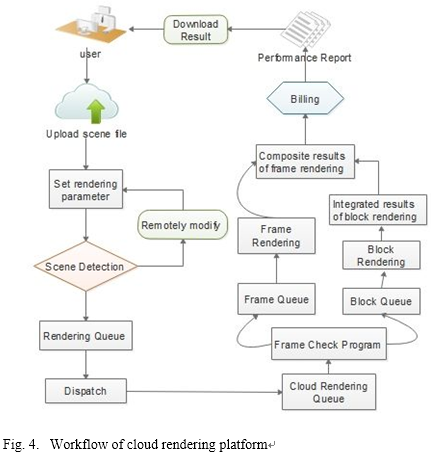 Download
Result
user
Performance Report
Billing
Upload scene file
Composite results
of frame rendering
Set rendering
parameter
Integrated results
of block rendering
Remotely modify
Frame
Rendering
Block
Rendering
Scene Detection
Frame Queue
Block Queue
Rendering Queue
Frame Check Program
Dispatch
Cloud Rendering
Queue
Fig. 4. Workflow of cloud rendering platform